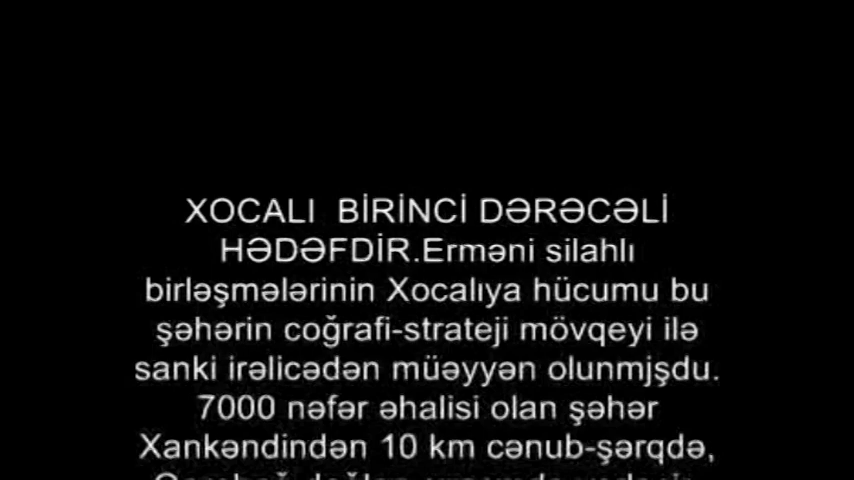 XOCALI BİRİNCİ DƏRƏCƏLİ
HƏDƏFDİR.Erməni silahlı
birləşmələrinin Xocalıya hücumu bu
şəhərin coğrafi-strateji mövqeyi ilə
sanki irəlicədən müəyyən olunmjşdu.
7000 nəfər əhalisi olan şəhər
Xankəndindən 10 km cənub-şərqdə,